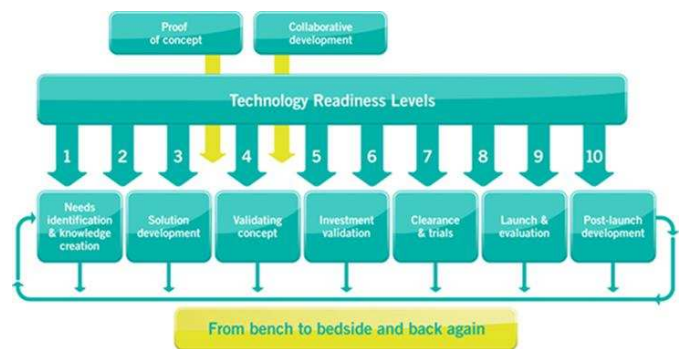 Proof
of concept
Collaborative
development
Technology Readiness Levels
1
2
3
4
5
6
7
8
9
10
Needs
identification
& knowledge
creation
Solution
development
Validating
concept
Investment
validation
Clearance
& trials
Launch &
evaluation
Post-launch
development
From bench to bedside and back again